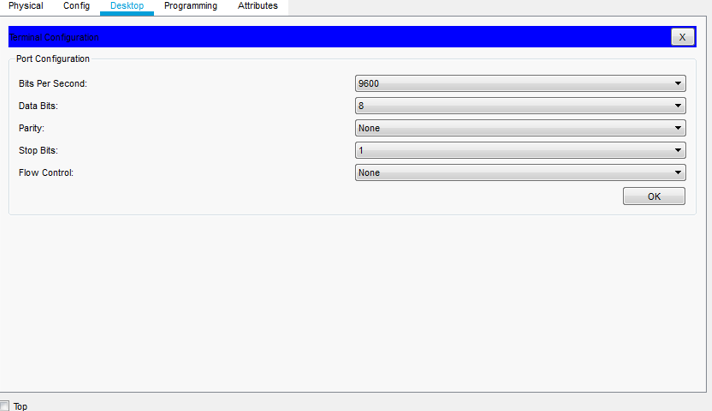 Physical Config Desktop Programming Attributes
Terminal Configuration X
Port Configuration
Bits Per Second: 9600
Data Bits: 8
Parity: None
Stop Bits: 1
Flow Control: None
OK
Top